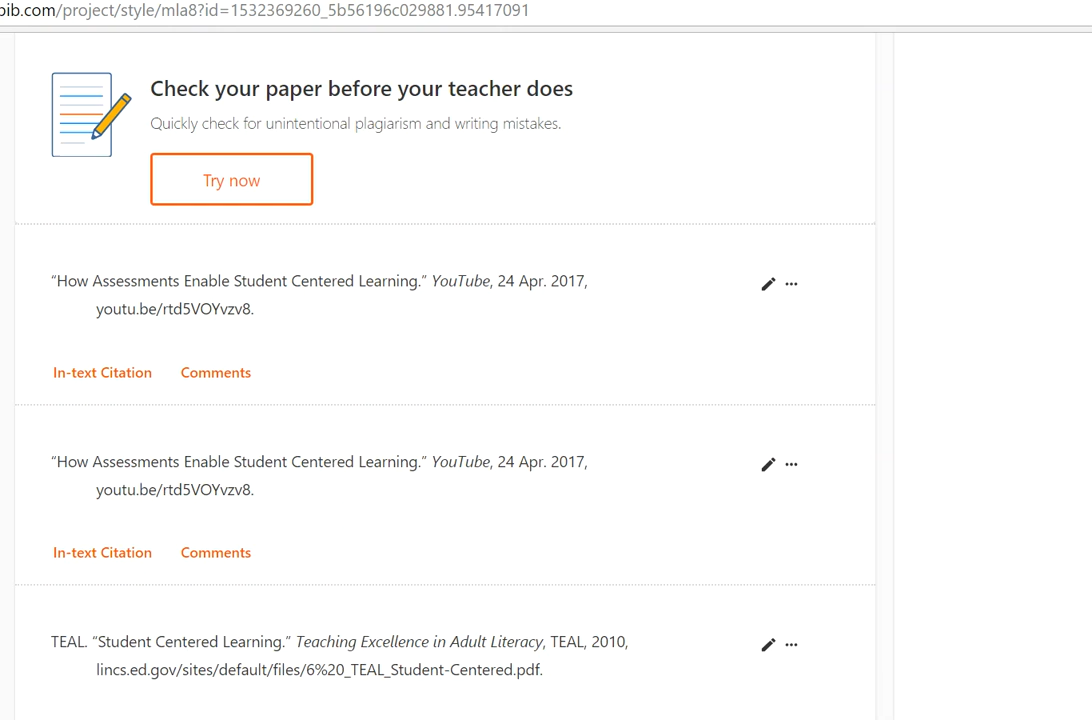 bib.com/project/style/mla8?id=1532369260_5b56196c029881.95417091
Check your paper before your teacher does
Quickly check for unintentional plagiarism and writing mistakes.
Try now
“How Assessments Enable Student Centered Learning.” YouTube, 24 Apr. 2017,
youtu.be/rtd5VOYvzv8.
In-text Citation Comments
“How Assessments Enable Student Centered Learning.” YouTube, 24 Apr. 2017,
youtu.be/rtd5VOYvzv8.
In-text Citation Comments
TEAL. “Student Centered Learning.” Teaching Excellence in Adult Literacy, TEAL, 2010,
lincs.ed.gov/sites/default/files/6%20_TEAL_Student-Centered.pdf.